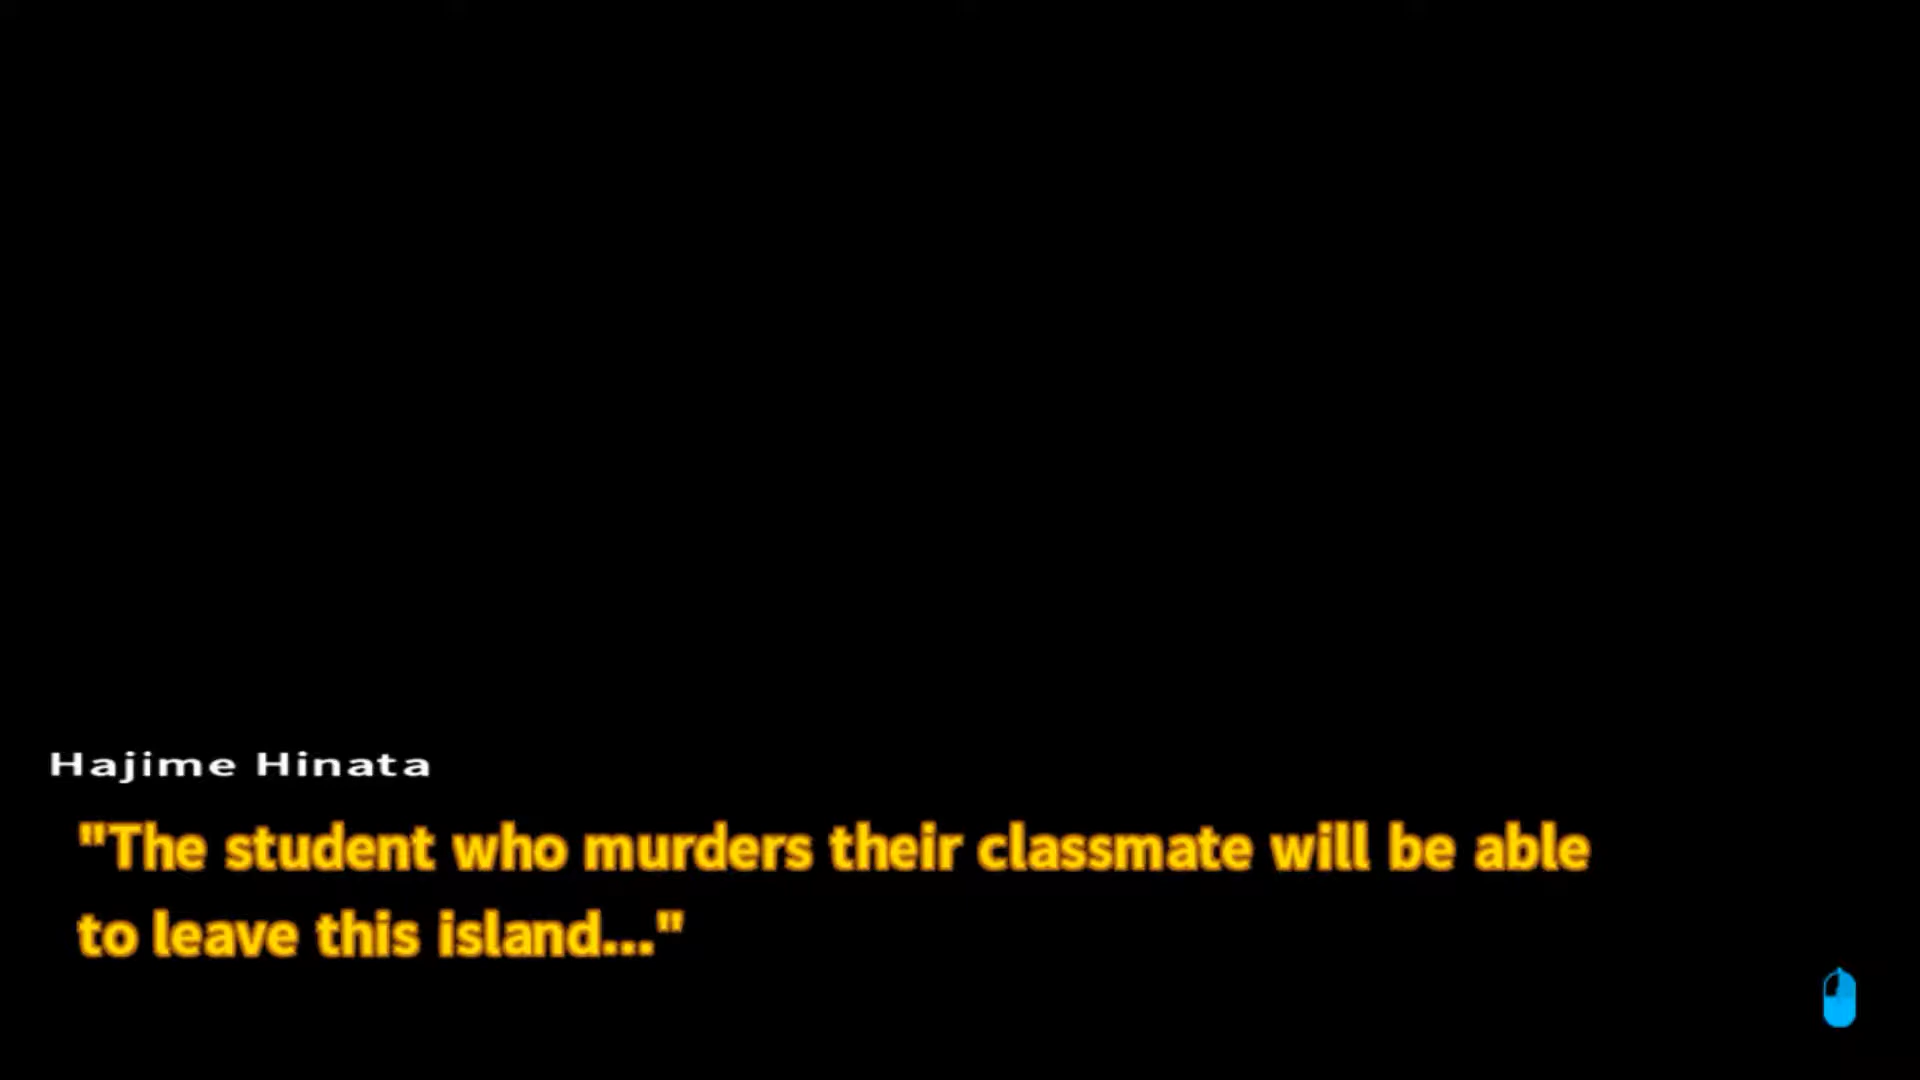 Hajime Hinata
"The student who murders their classmate will be able
to leave this island..."